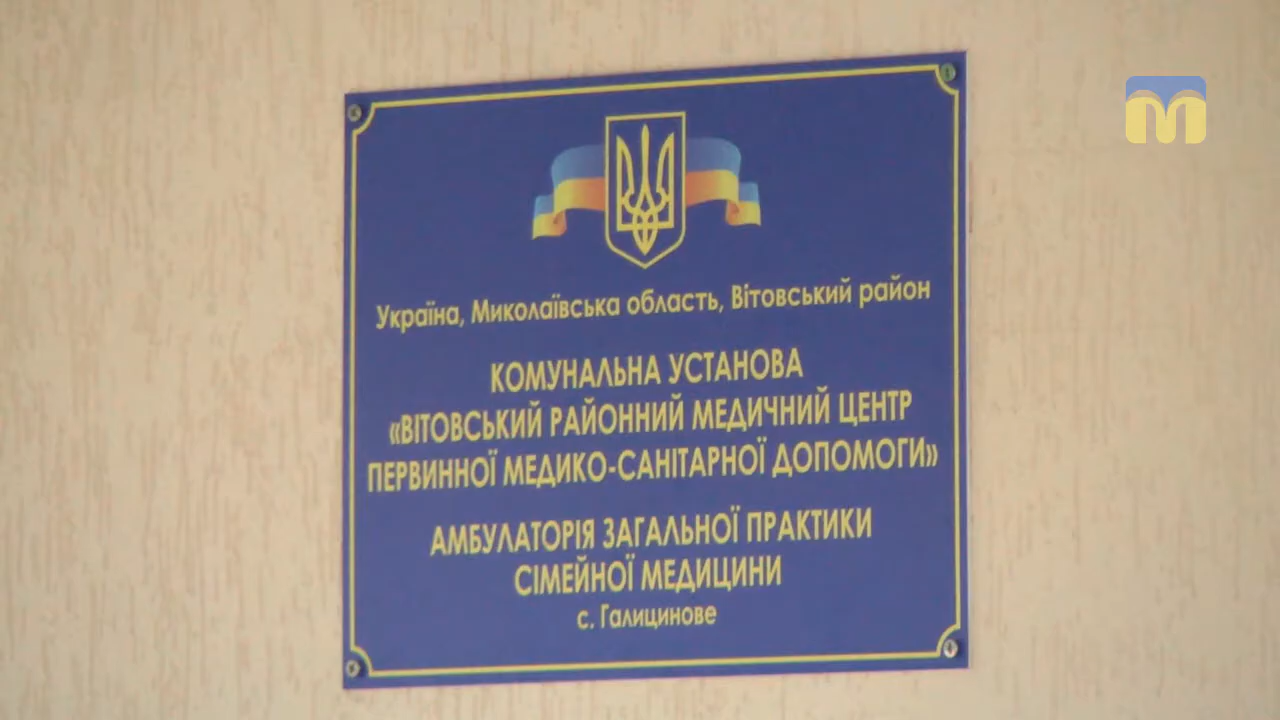 Україна, Миколаївська область, Вітовський район
КОМУНАЛЬНА УСТАНОВА
«ВІТОВСЬКИЙ РАЙОННИЙ МЕДИЧНИЙ ЦЕНТР
ПЕРВИННОЇ МЕДИКО-САНІТАРНОЇ ДОПОМОГИ»
АМБУЛАТОРІЯ ЗАГАЛЬНОЇ ПРАКТИКИ
СІМЕЙНОЇ МЕДИЦИНИ
с. Галицинове